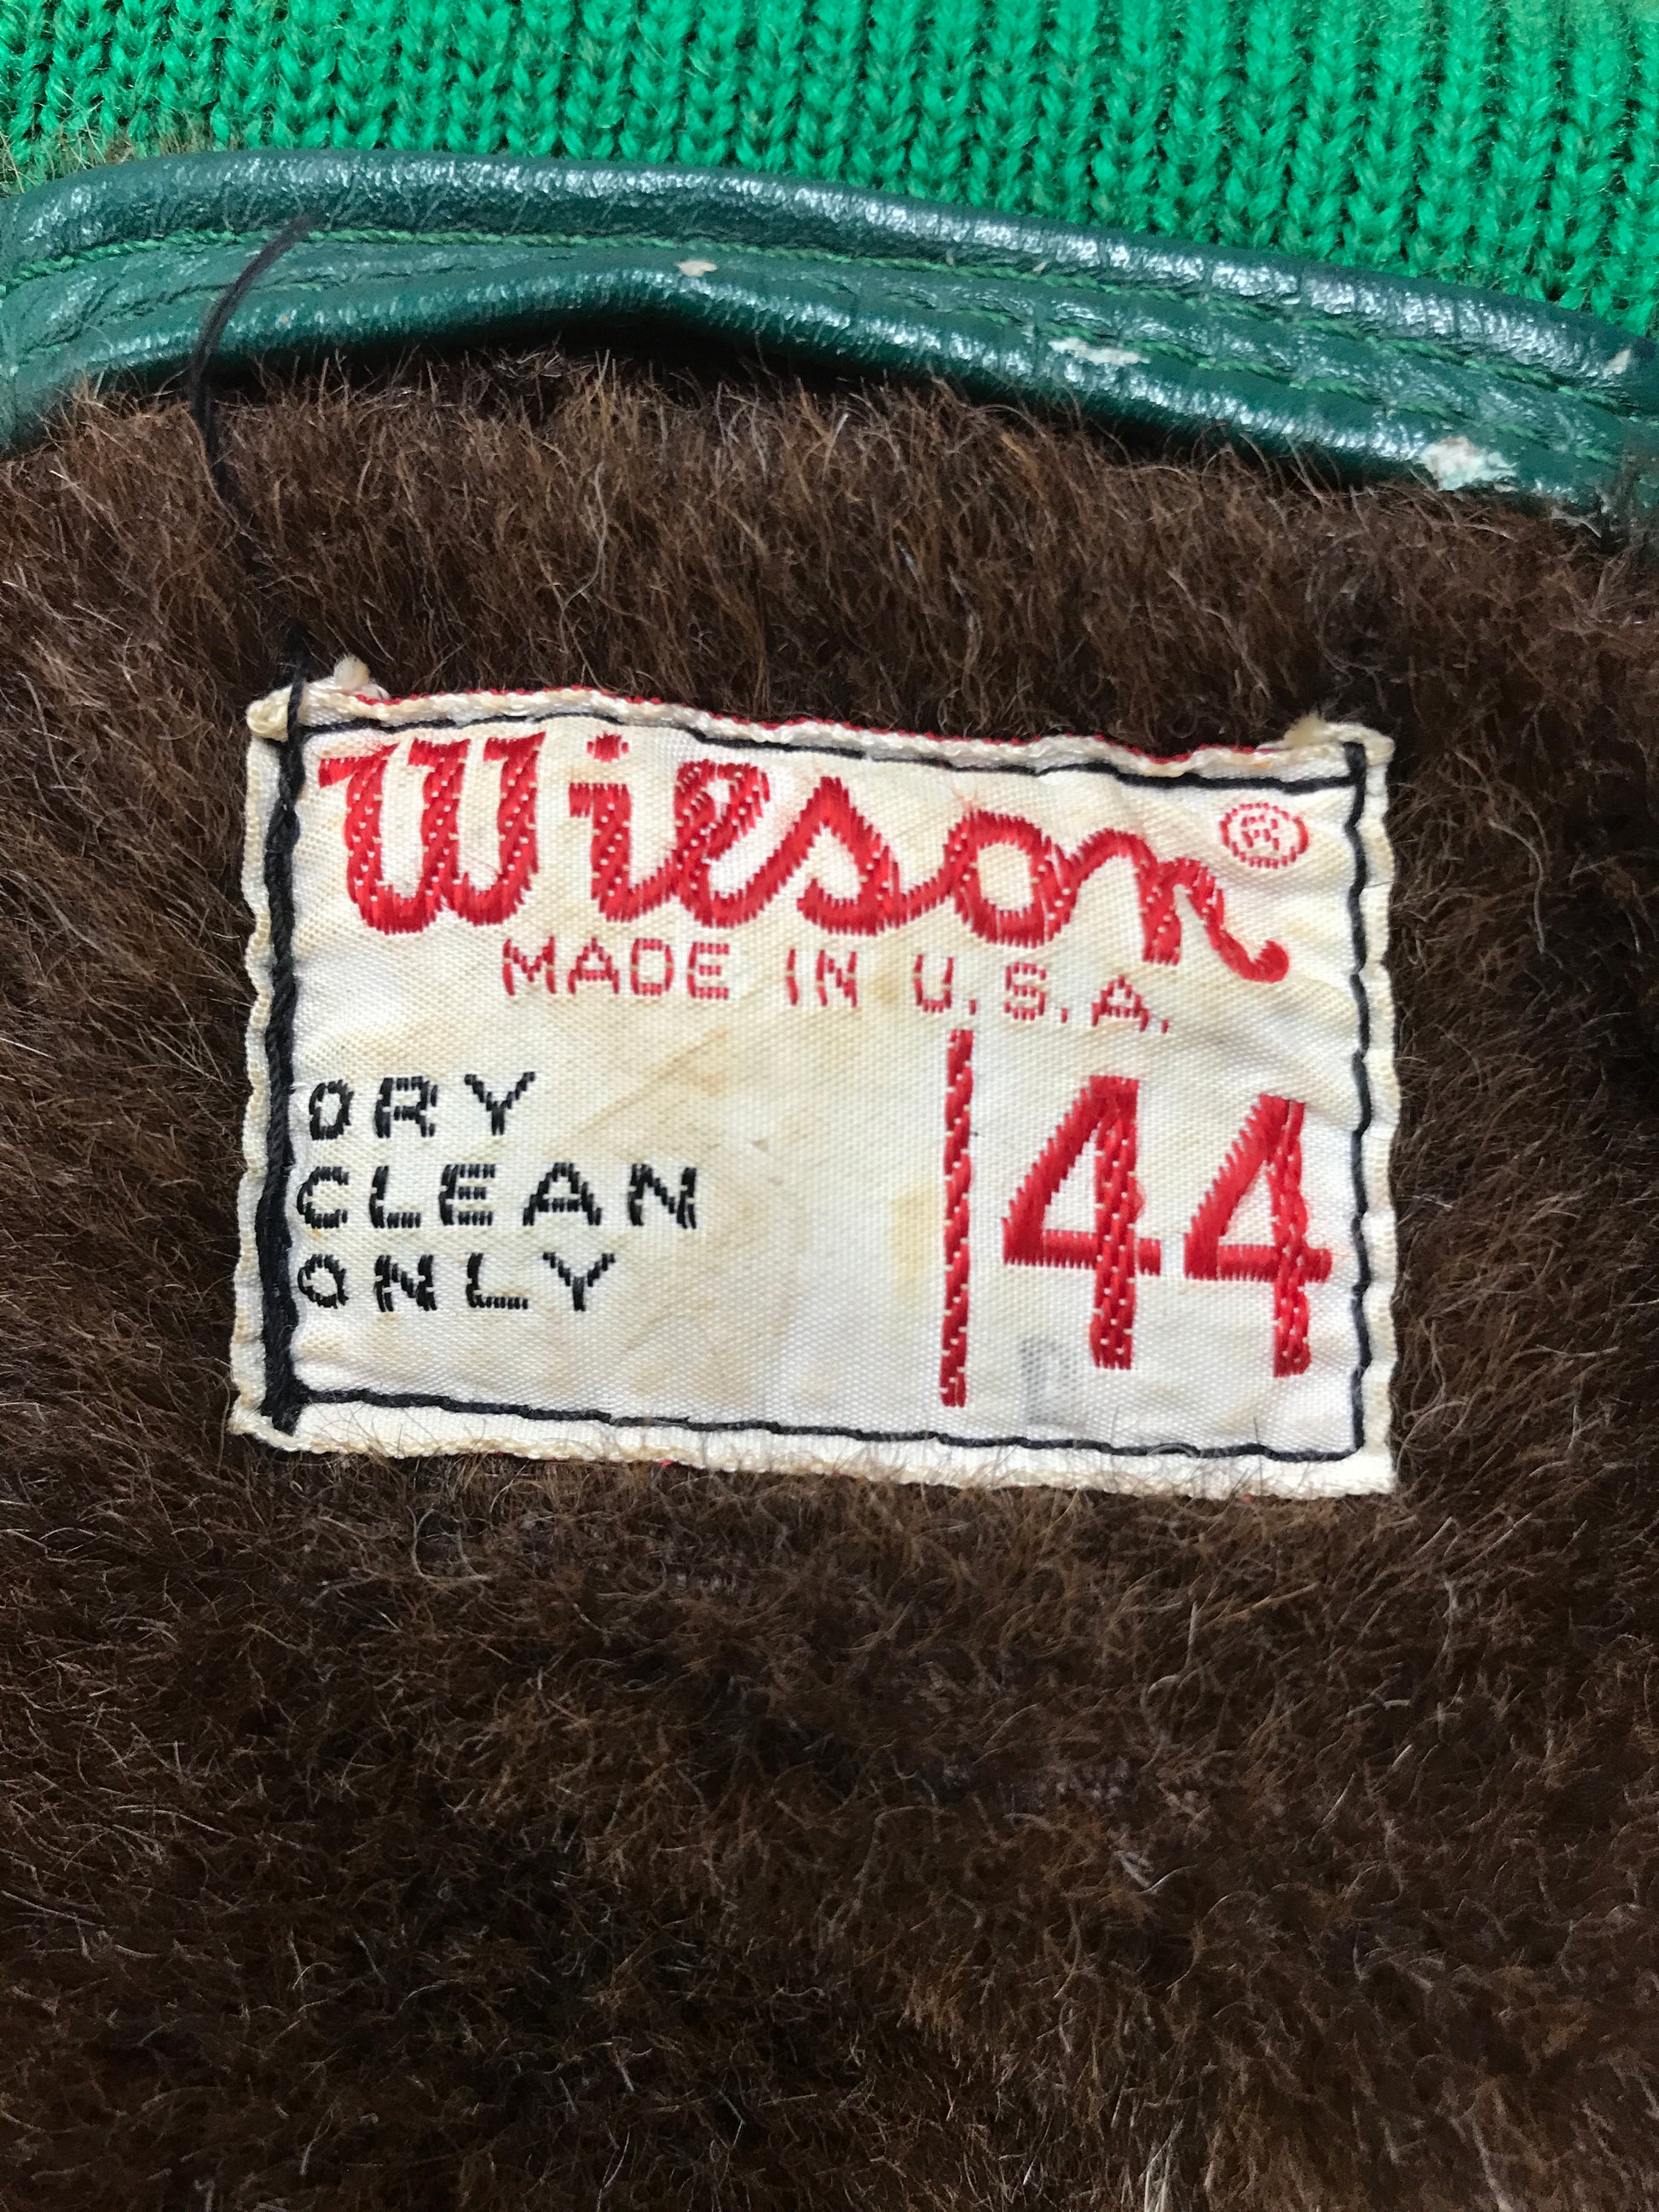 Wilson ®
MADE IN U.S.A.
DRY
CLEAN
ONLY
44